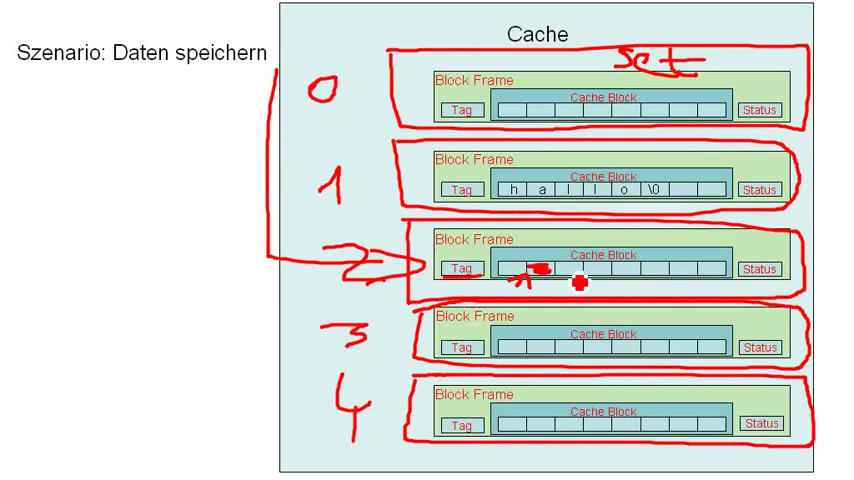 Cache
Szenario: Daten speichern
set
0
Block Frame
Cache Block
Tag
Status
1
Block Frame
Cache Block
Tag
h a l l o \0
Status
2
Block Frame
Cache Block
Tag
Status
3
Block Frame
Cache Block
Tag
Status
4
Block Frame
Cache Block
Tag
Status